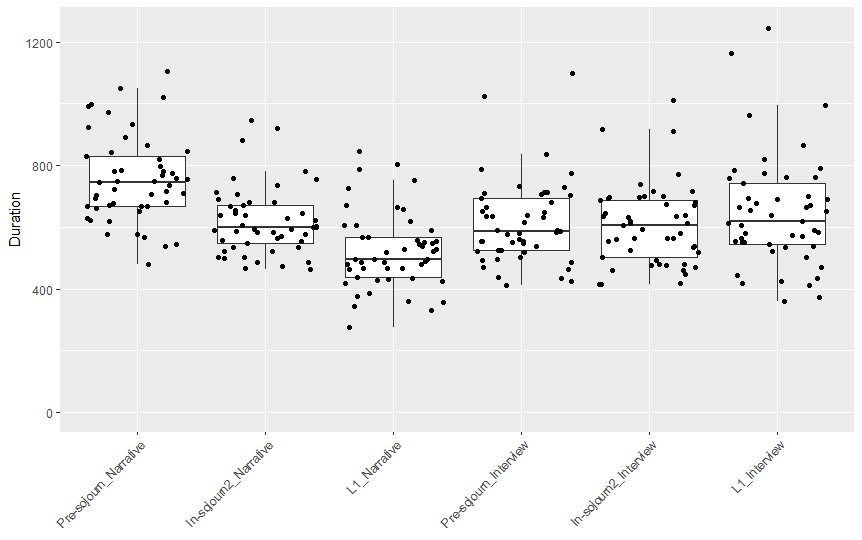 1200
800
400
0
Duration
Pre-sojourn_Narrative
In-sojourn2_Narrative
L1_Narrative
Pre-sojourn_Interview
In-sojourn2_Interview
L1_Interview